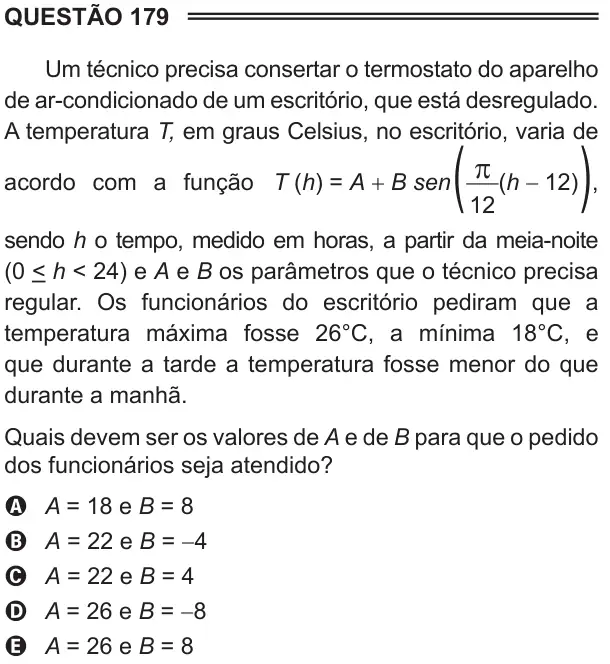 QUESTÃO 179
Um técnico precisa consertar o termostato do aparelho
de ar-condicionado de um escritório, que está desregulado.
A temperatura T, em graus Celsius, no escritório, varia de
acordo com a função T (h) = A + B sen(π/12 (h – 12)),
sendo h o tempo, medido em horas, a partir da meia-noite
(0 ≤ h < 24) e A e B os parâmetros que o técnico precisa
regular. Os funcionários do escritório pediram que a
temperatura máxima fosse 26°C, a mínima 18°C, e
que durante a tarde a temperatura fosse menor do que
durante a manhã.
Quais devem ser os valores de A e de B para que o pedido
dos funcionários seja atendido?
A A = 18 e B = 8
B A = 22 e B = –4
C A = 22 e B = 4
D A = 26 e B = –8
E A = 26 e B = 8